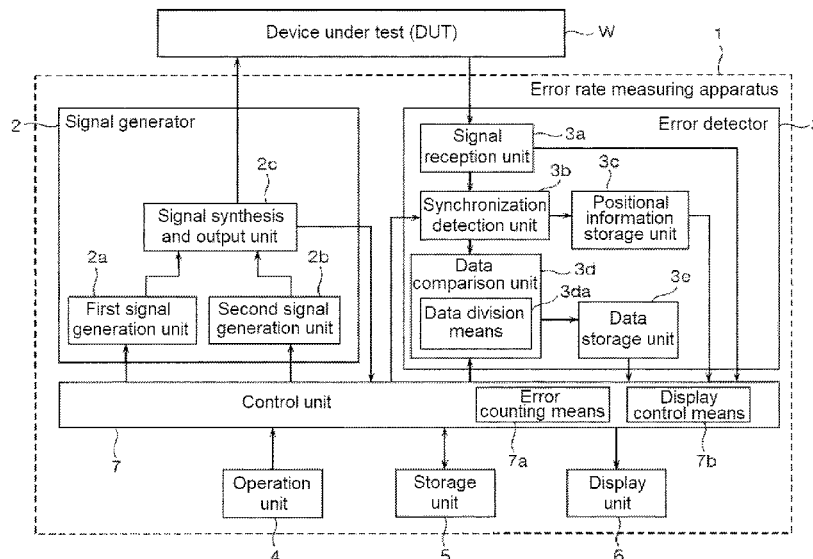 Device under test (DUT)
W
1
Error rate measuring apparatus
2
Signal generator
Error detector
3a
Signal
reception unit
2c
Signal synthesis
and output unit
3b
Synchronization
detection unit
3c
Positional
information
storage unit
2a
First signal
generation unit
2b
Second signal
generation unit
Data
comparison unit
3d
Data division
means
3da
3e
Data
storage unit
Control unit
Error
counting means
Display
control means
7
7a
7b
Operation
unit
Storage
unit
Display
unit
4
5
6